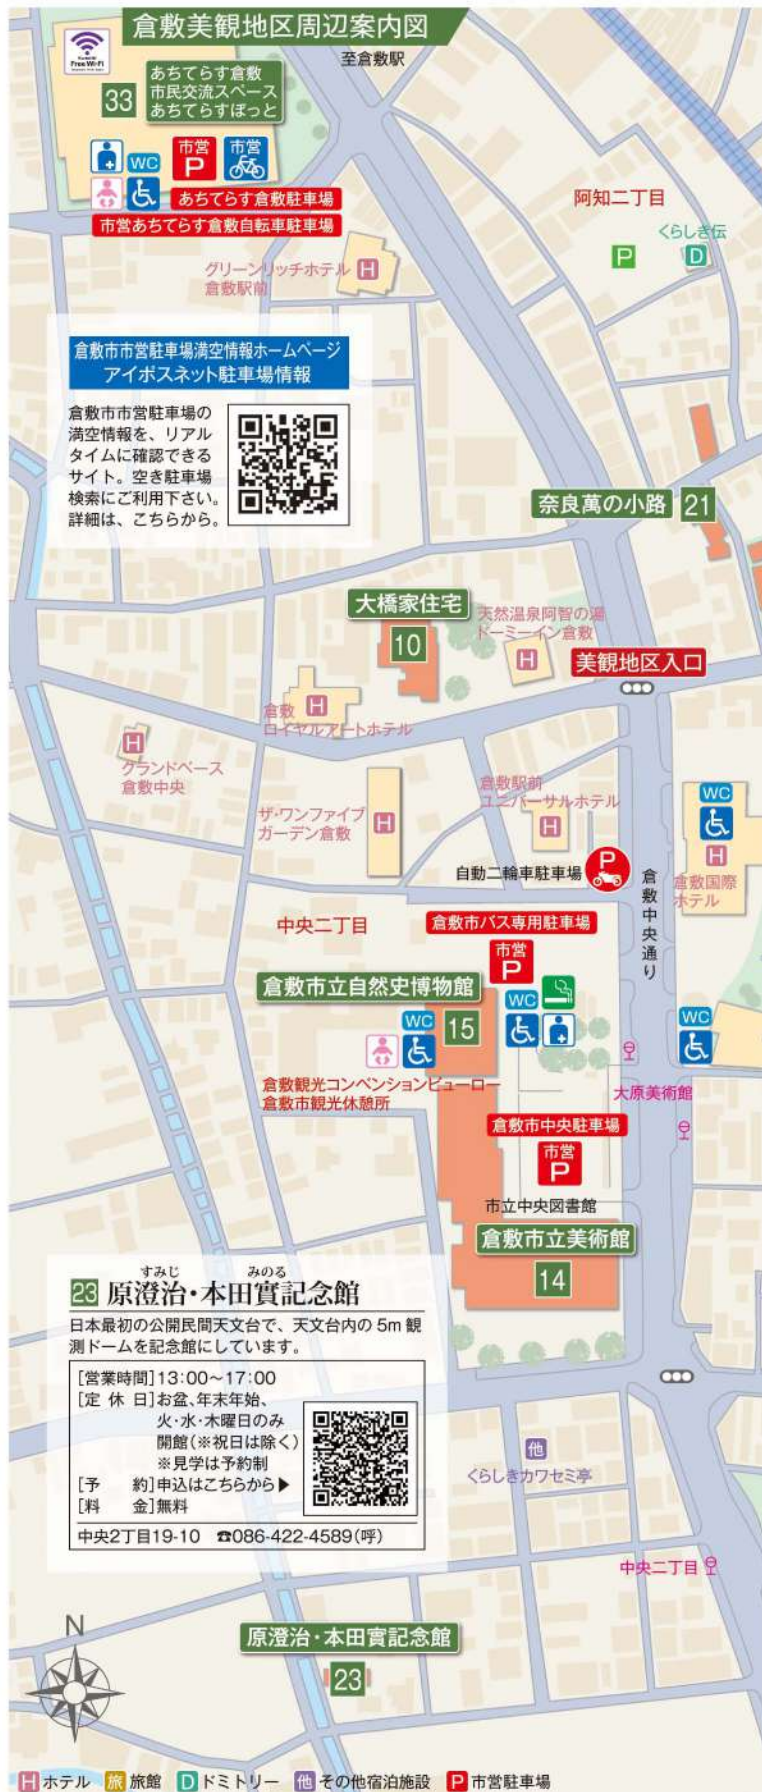 倉敷美観地区周辺案内図
至倉敷駅
Free Wi-Fi
33
あちてらす倉敷
市民交流スペース
あちてらすぽっと
WC
市営
P
市営
あちてらす倉敷駐車場
市営あちてらす倉敷自転車駐車場
阿知二丁目
くらしき伝
P
D
グリーンリッチホテル
倉敷駅前
H
倉敷市市営駐車場満空情報ホームページ
アイポスネット駐車場情報
倉敷市市営駐車場の
満空情報を、リアル
タイムに確認できる
サイト。空き駐車場
検索にご利用下さい。
詳細は、こちらから。
奈良萬の小路 21
大橋家住宅
10
天然温泉阿智の湯
ドーミーイン倉敷
H
美観地区入口
倉敷
ロイヤルアートホテル
H
H
グランドベース
倉敷中央
ザ・ワンファイブ
ガーデン倉敷
H
倉敷駅前
ユニバーサルホテル
H
WC
H
倉敷国際
ホテル
自動二輪車駐車場
P
倉敷中央通り
中央二丁目
倉敷市バス専用駐車場
市営
P
倉敷市立自然史博物館
15
WC
WC
WC
倉敷観光コンベンションビューロー
倉敷市観光休憩所
大原美術館
倉敷市中央駐車場
市営
P
市立中央図書館
倉敷市立美術館
14
すみじ みのる
23 原澄治・本田實記念館
日本最初の公開民間天文台で、天文台内の 5m 観
測ドームを記念館にしています。
[営業時間]13:00〜17:00
[定 休 日]お盆、年末年始、
火・水・木曜日のみ
開館(※祝日は除く)
※見学は予約制
[予 約]申込はこちらから▶
[料 金]無料
中央2丁目19-10 ☎086-422-4589(呼)
他
くらしきカワセミ亭
中央二丁目
N
原澄治・本田實記念館
23
H ホテル 旅 旅館 D ドミトリー 他 その他宿泊施設 P 市営駐車場